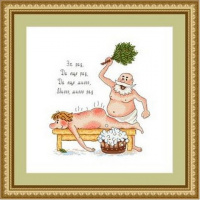 Эх раз,
Да еще раз,
Да еще много,
Много, много раз